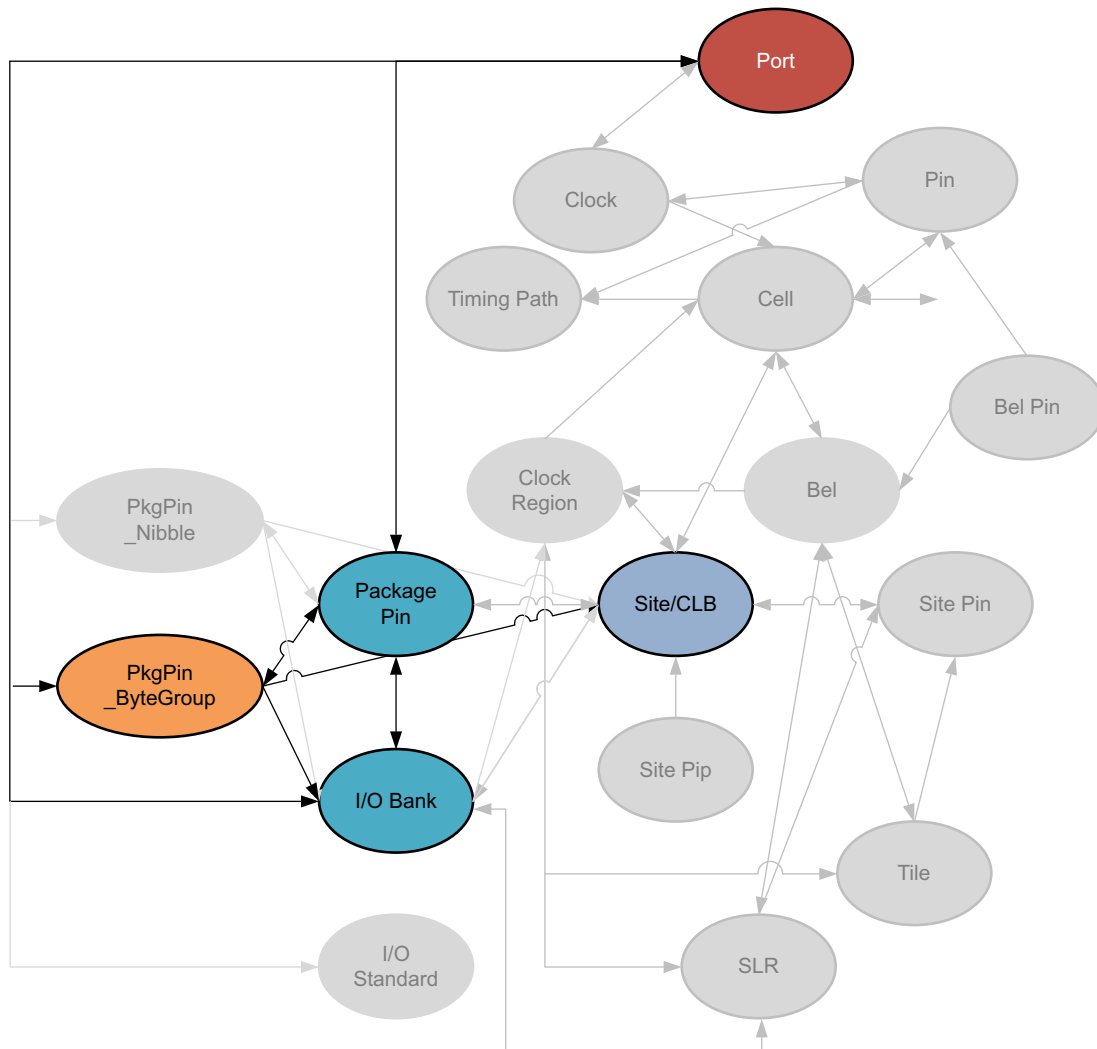 Port
Pin
Clock
Timing Path
Cell
Bel Pin
Clock
Region
Bel
PkgPin
_Nibble
Package
Pin
Site/CLB
Site Pin
PkgPin
_ByteGroup
Site Pip
I/O Bank
Tile
I/O
Standard
SLR